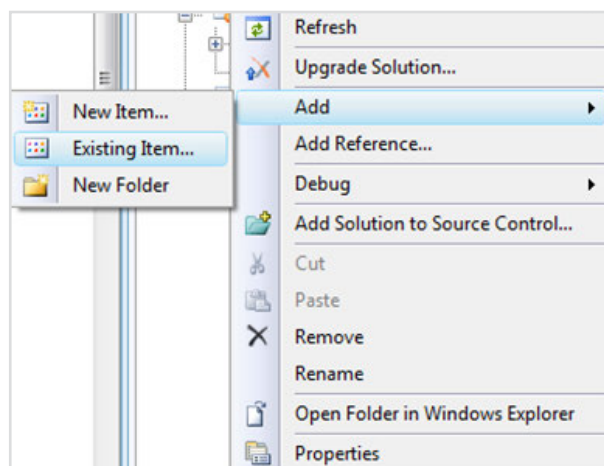 Refresh
Upgrade Solution...
Add
Add Reference...
Debug
Add Solution to Source Control...
Cut
Paste
Remove
Rename
Open Folder in Windows Explorer
Properties
New Item...
Existing Item...
New Folder